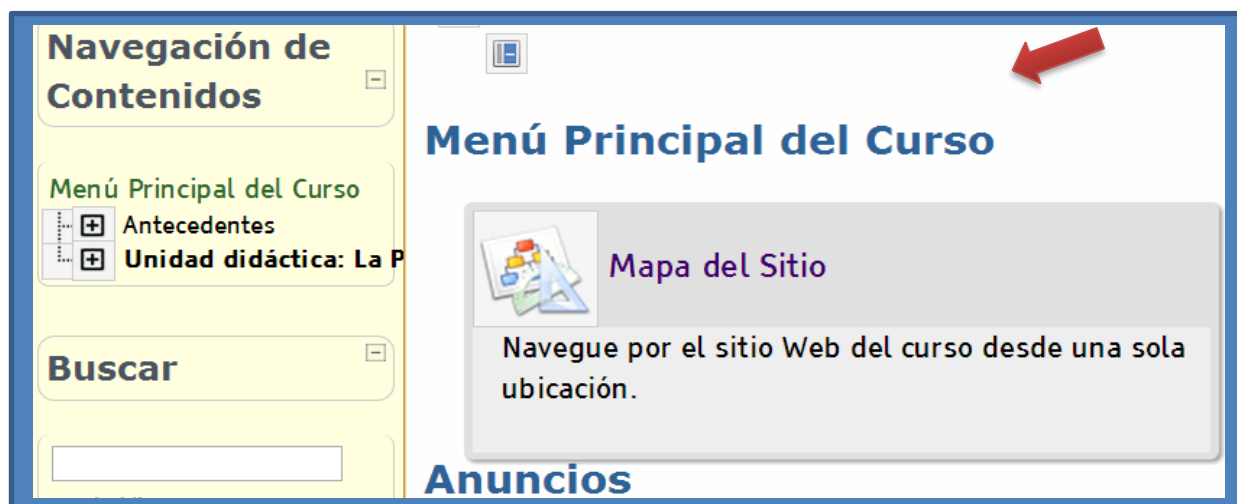 Navegación de
Contenidos
Menú Principal del Curso
Antecedentes
Unidad didáctica: La P
Buscar
Menú Principal del Curso
Mapa del Sitio
Navegue por el sitio Web del curso desde una sola
ubicación.
Anuncios